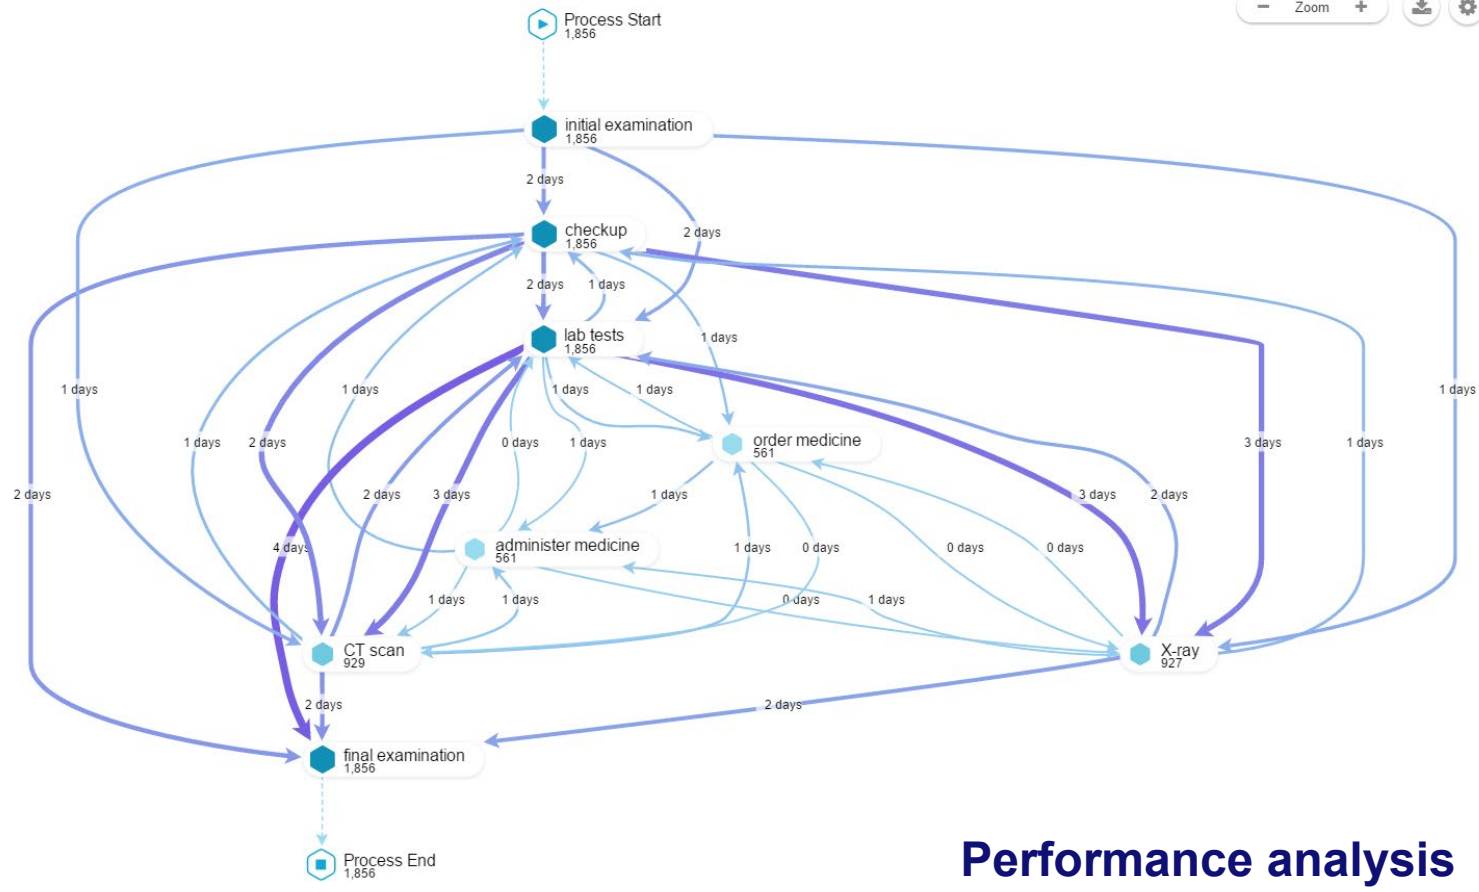 Process Start
1,856
Zoom
initial examination
1,856
2 days
checkup
1,856
2 days
2 days
1 days
lab tests
1,856
1 days
1 days
1 days
1 days
1 days
1 days
1 days
2 days
0 days
1 days
order medicine
561
3 days
1 days
2 days
2 days
3 days
1 days
3 days
2 days
4 days
administer medicine
561
1 days
0 days
0 days
0 days
1 days
1 days
0 days
1 days
CT scan
929
X-ray
927
2 days
2 days
final examination
1,856
Process End
1,856
Performance analysis